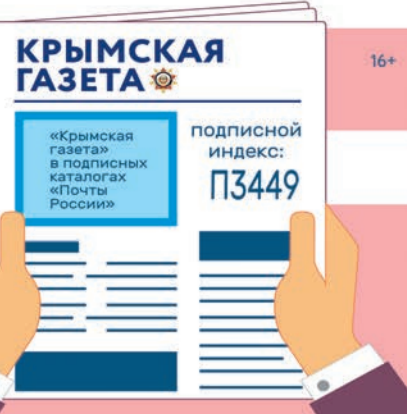 КРЫМСКАЯ
ГАЗЕТА
16+
«Крымская
газета»
в подписных
каталогах
«Почты
России»
ПОДПИСНОЙ
ИНДЕКС:
П3449